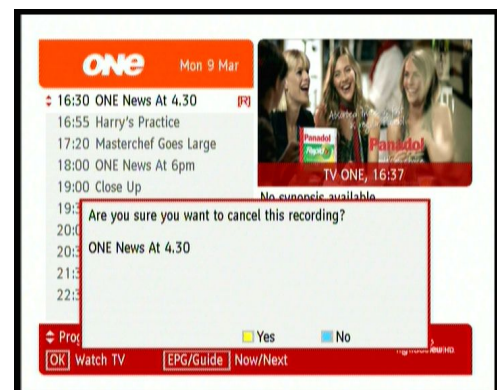 ONE Mon 9 Mar
16:30 ONE News At 4.30 [R]
16:55 Harry's Practice
17:20 Masterchef Goes Large
18:00 ONE News At 6pm
19:00 Close Up
Panadol
Panadol
TV ONE, 16:37
No synopsis available
Are you sure you want to cancel this recording?
ONE News At 4.30
Yes No
OK Watch TV EPG/Guide Now/Next